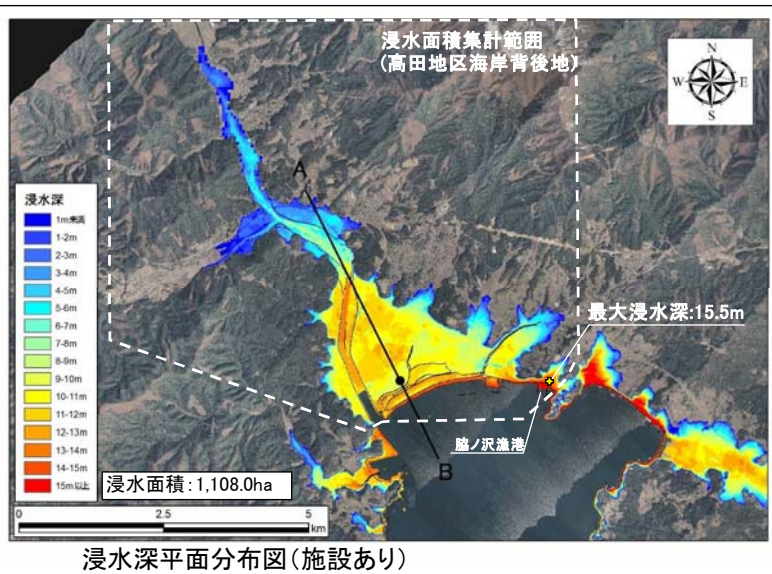 浸水面積集計範囲
(高田地区海岸背後地)
N
W
E
S
A
浸水深
1m未満
1-2m
2-3m
3-4m
4-5m
5-6m
6-7m
7-8m
8-9m
9-10m
10-11m
11-12m
12-13m
13-14m
14-15m
15m以上
最大浸水深:15.5m
脇ノ沢漁港
B
浸水面積:1,108.0ha
0
2.5
5
km
浸水深平面分布図(施設あり)